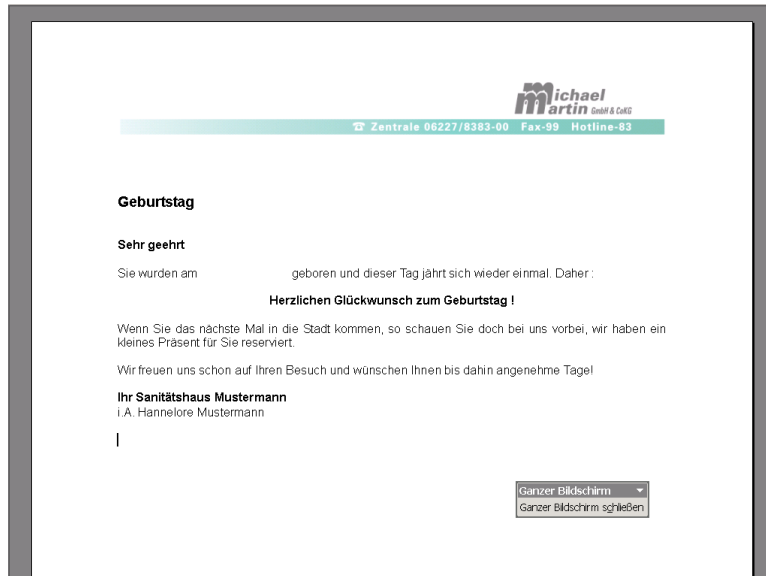 Michael
Martin GmbH & CoKG
☎ Zentrale 06227/8383-00 Fax-99 Hotline-83
Geburtstag
Sehr geehrt
Sie wurden am geboren und dieser Tag jährt sich wieder einmal. Daher :
Herzlichen Glückwunsch zum Geburtstag !
Wenn Sie das nächste Mal in die Stadt kommen, so schauen Sie doch bei uns vorbei, wir haben ein
kleines Präsent für Sie reserviert.
Wir freuen uns schon auf Ihren Besuch und wünschen Ihnen bis dahin angenehme Tage!
Ihr Sanitätshaus Mustermann
i.A. Hannelore Mustermann
Ganzer Bildschirm
Ganzer Bildschirm schließen